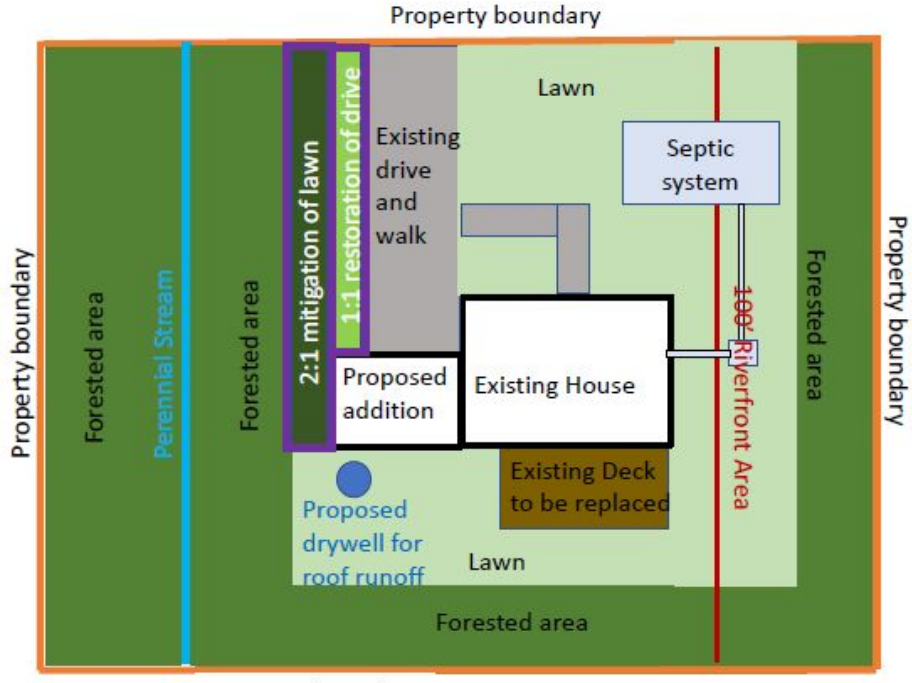 Property boundary
Lawn
Existing
drive
and
walk
Septic
system
2:1 mitigation of lawn
1:1 restoration of drive
Property boundary
Forested area
Perennial Stream
Forested area
100’ Riverfront Area
Forested area
Property boundary
Proposed
addition
Existing House
Existing Deck
to be replaced
Proposed
drywell for
roof runoff
Lawn
Forested area